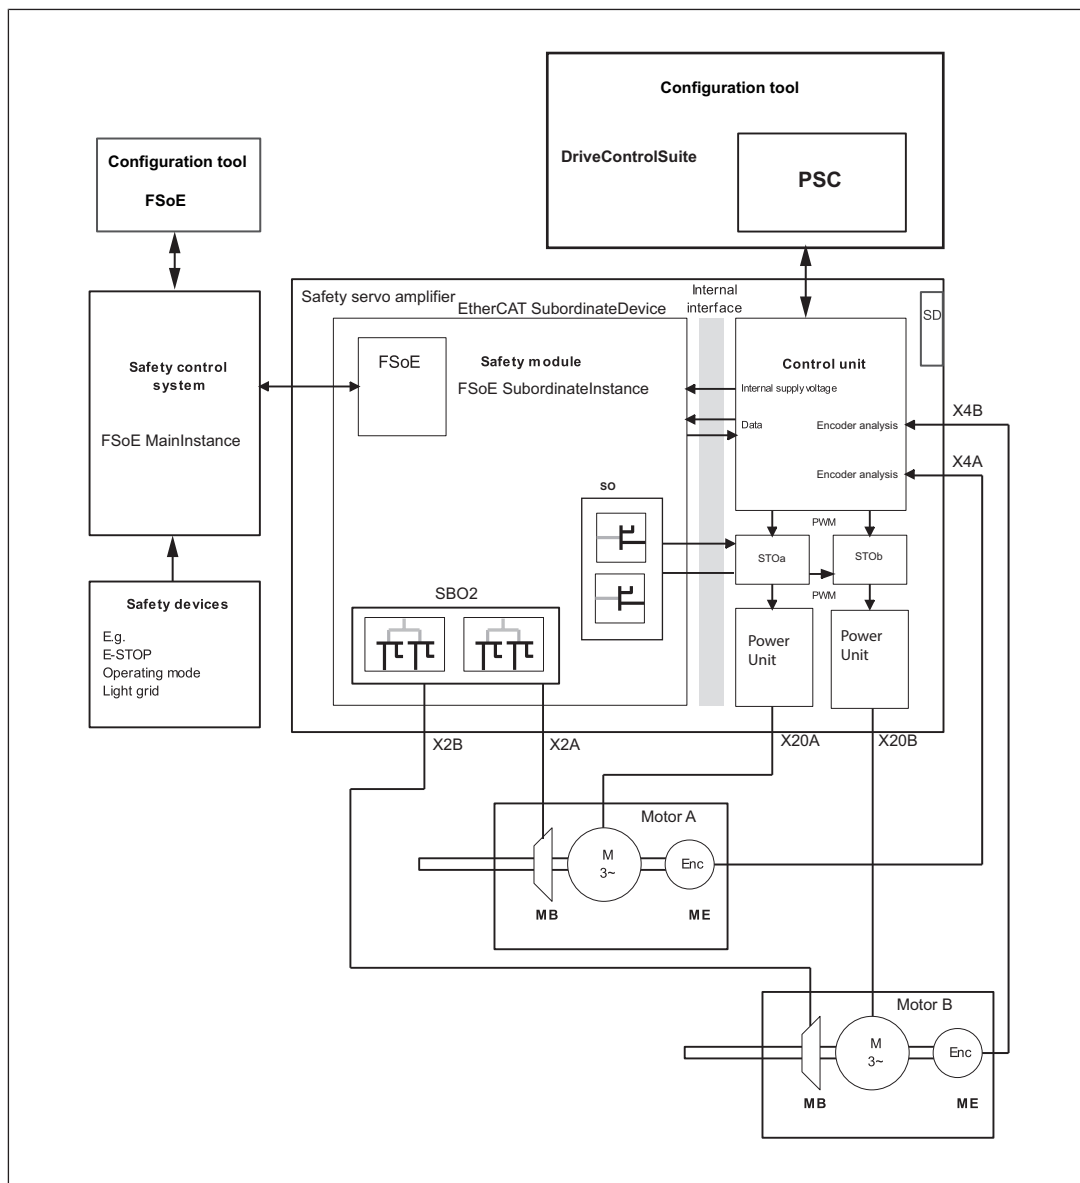 Configuration tool
DriveControlSuite
PSC
Configuration tool
FSoE
Safety servo amplifier
EtherCAT SubordinateDevice
Internal
interface
SD
Safety control
system
FSoE MainInstance
FSoE
Safety module
FSoE SubordinateInstance
Control unit
Internal supply voltage
Data
Encoder analysis
Encoder analysis
X4B
X4A
SO
PWM
STOa
STOb
PWM
Safety devices
E.g.
E-STOP
Operating mode
Light grid
SBO2
Power
Unit
Power
Unit
X2B
X2A
X20A
X20B
Motor A
M
3~
Enc
MB
ME
Motor B
M
3~
Enc
MB
ME